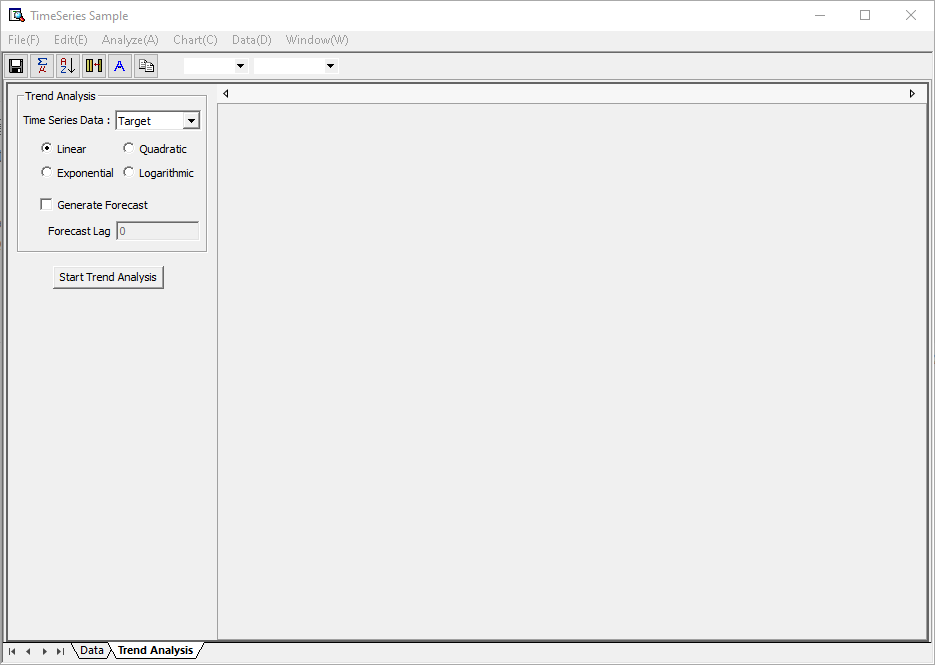 TimeSeries Sample
File(F) Edit(E) Analyze(A) Chart(C) Data(D) Window(W)
Trend Analysis
Time Series Data : Target
Linear Quadratic
Exponential Logarithmic
Generate Forecast
Forecast Lag 0
Start Trend Analysis
Data Trend Analysis